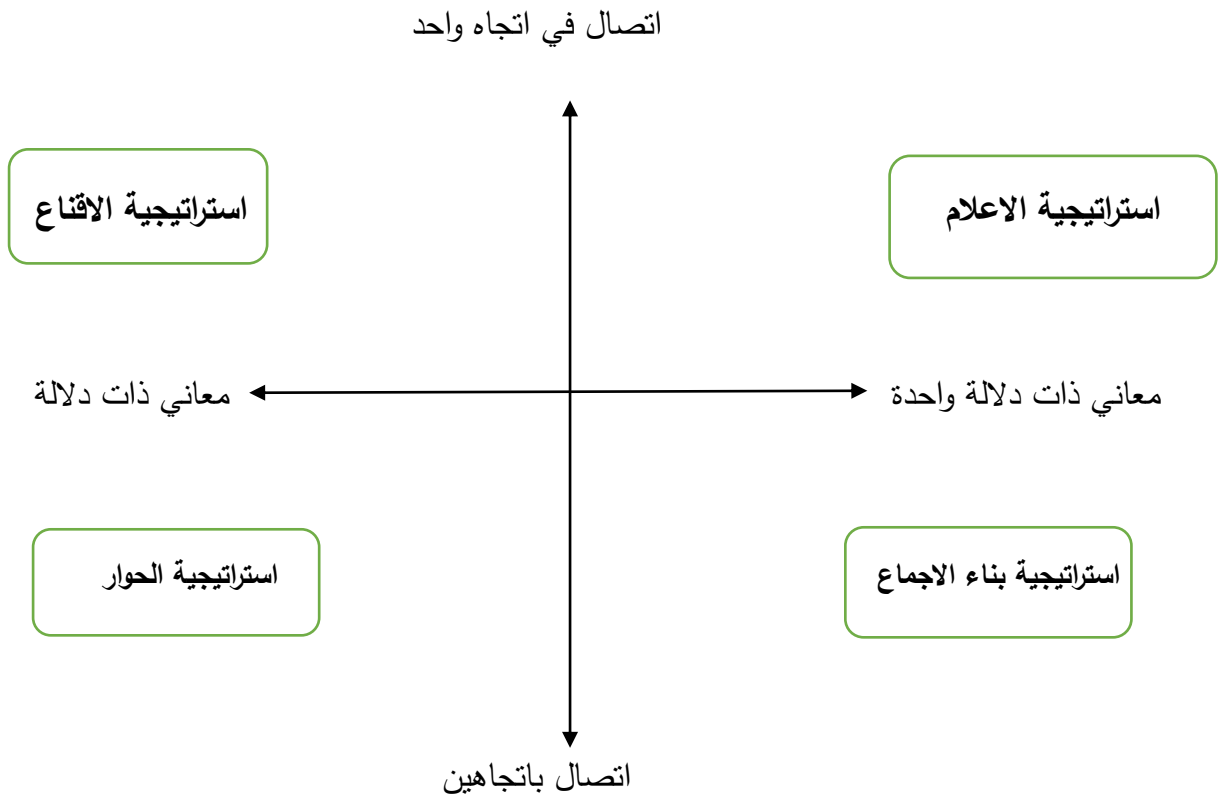 اتصال في اتجاه واحد
استراتيجية الاعلام
استراتيجية الاقناع
معاني ذات دلالة واحدة
معاني ذات دلالة
استراتيجية بناء الاجماع
استراتيجية الحوار
اتصال باتجاهين